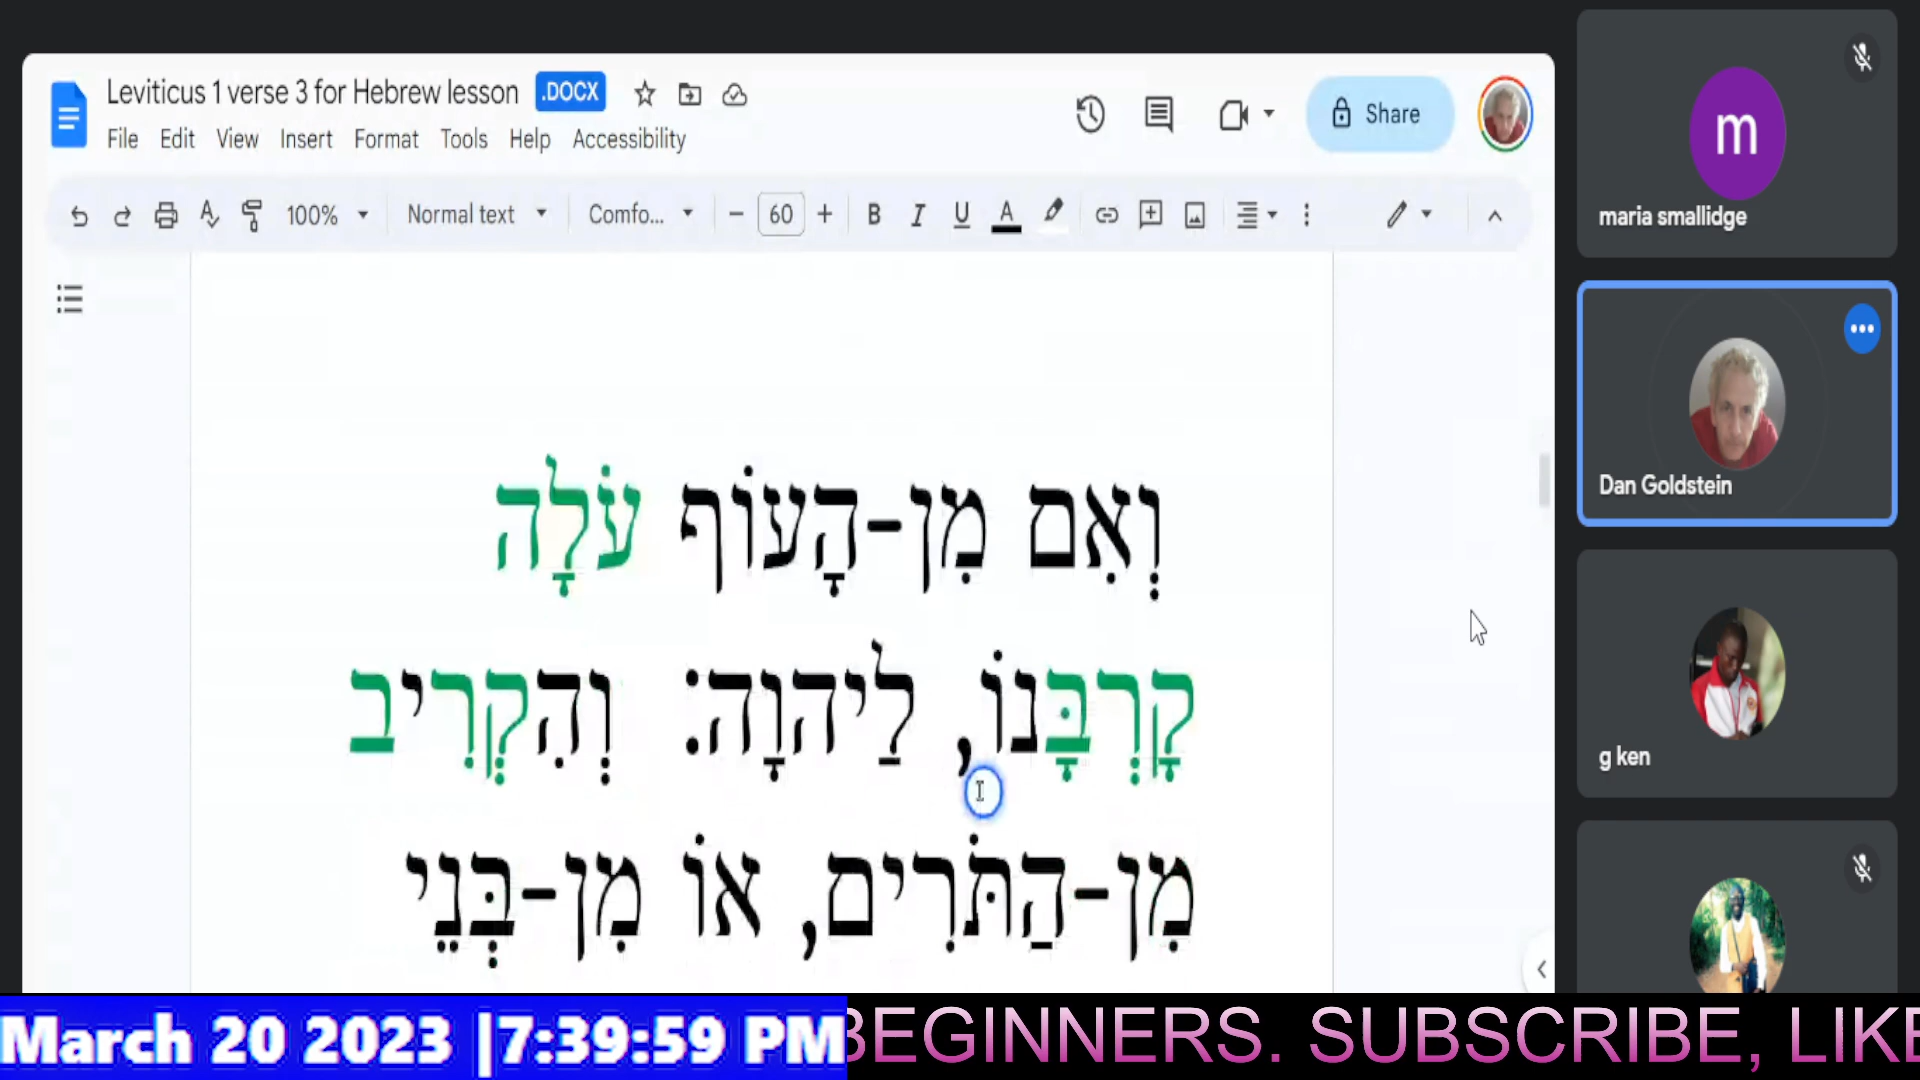 Leviticus 1 verse 3 for Hebrew lesson .DOCX
File Edit View Insert Format Tools Help Accessibility
Share
100% Normal text Comfo... 60 B I U A
וְאִם מִן-הָעוֹף עֹלָה
קָרְבָּנוֹ, לַיהוָה: וְהִקְרִיב
מִן-הַתֹּרִים, אוֹ מִן-בְּנֵי
m
maria smallidge
Dan Goldstein
g ken
March 20 2023 |7:39:59 PM
BEGINNERS. SUBSCRIBE, LIKE